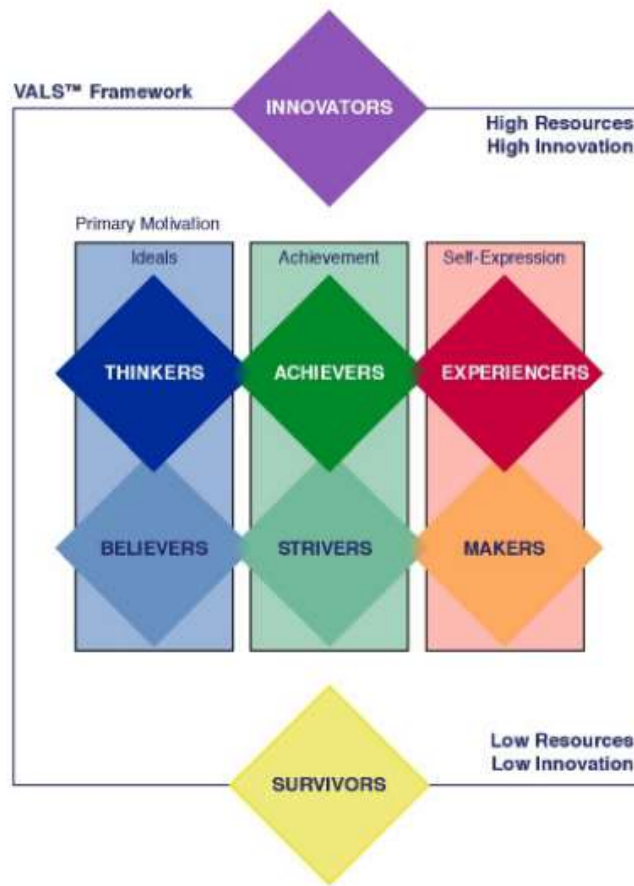 VALS™ Framework
INNOVATORS
High Resources
High Innovation
Primary Motivation
Ideals
Achievement
Self-Expression
THINKERS
ACHIEVERS
EXPERIENCERS
BELIEVERS
STRIVERS
MAKERS
Low Resources
Low Innovation
SURVIVORS